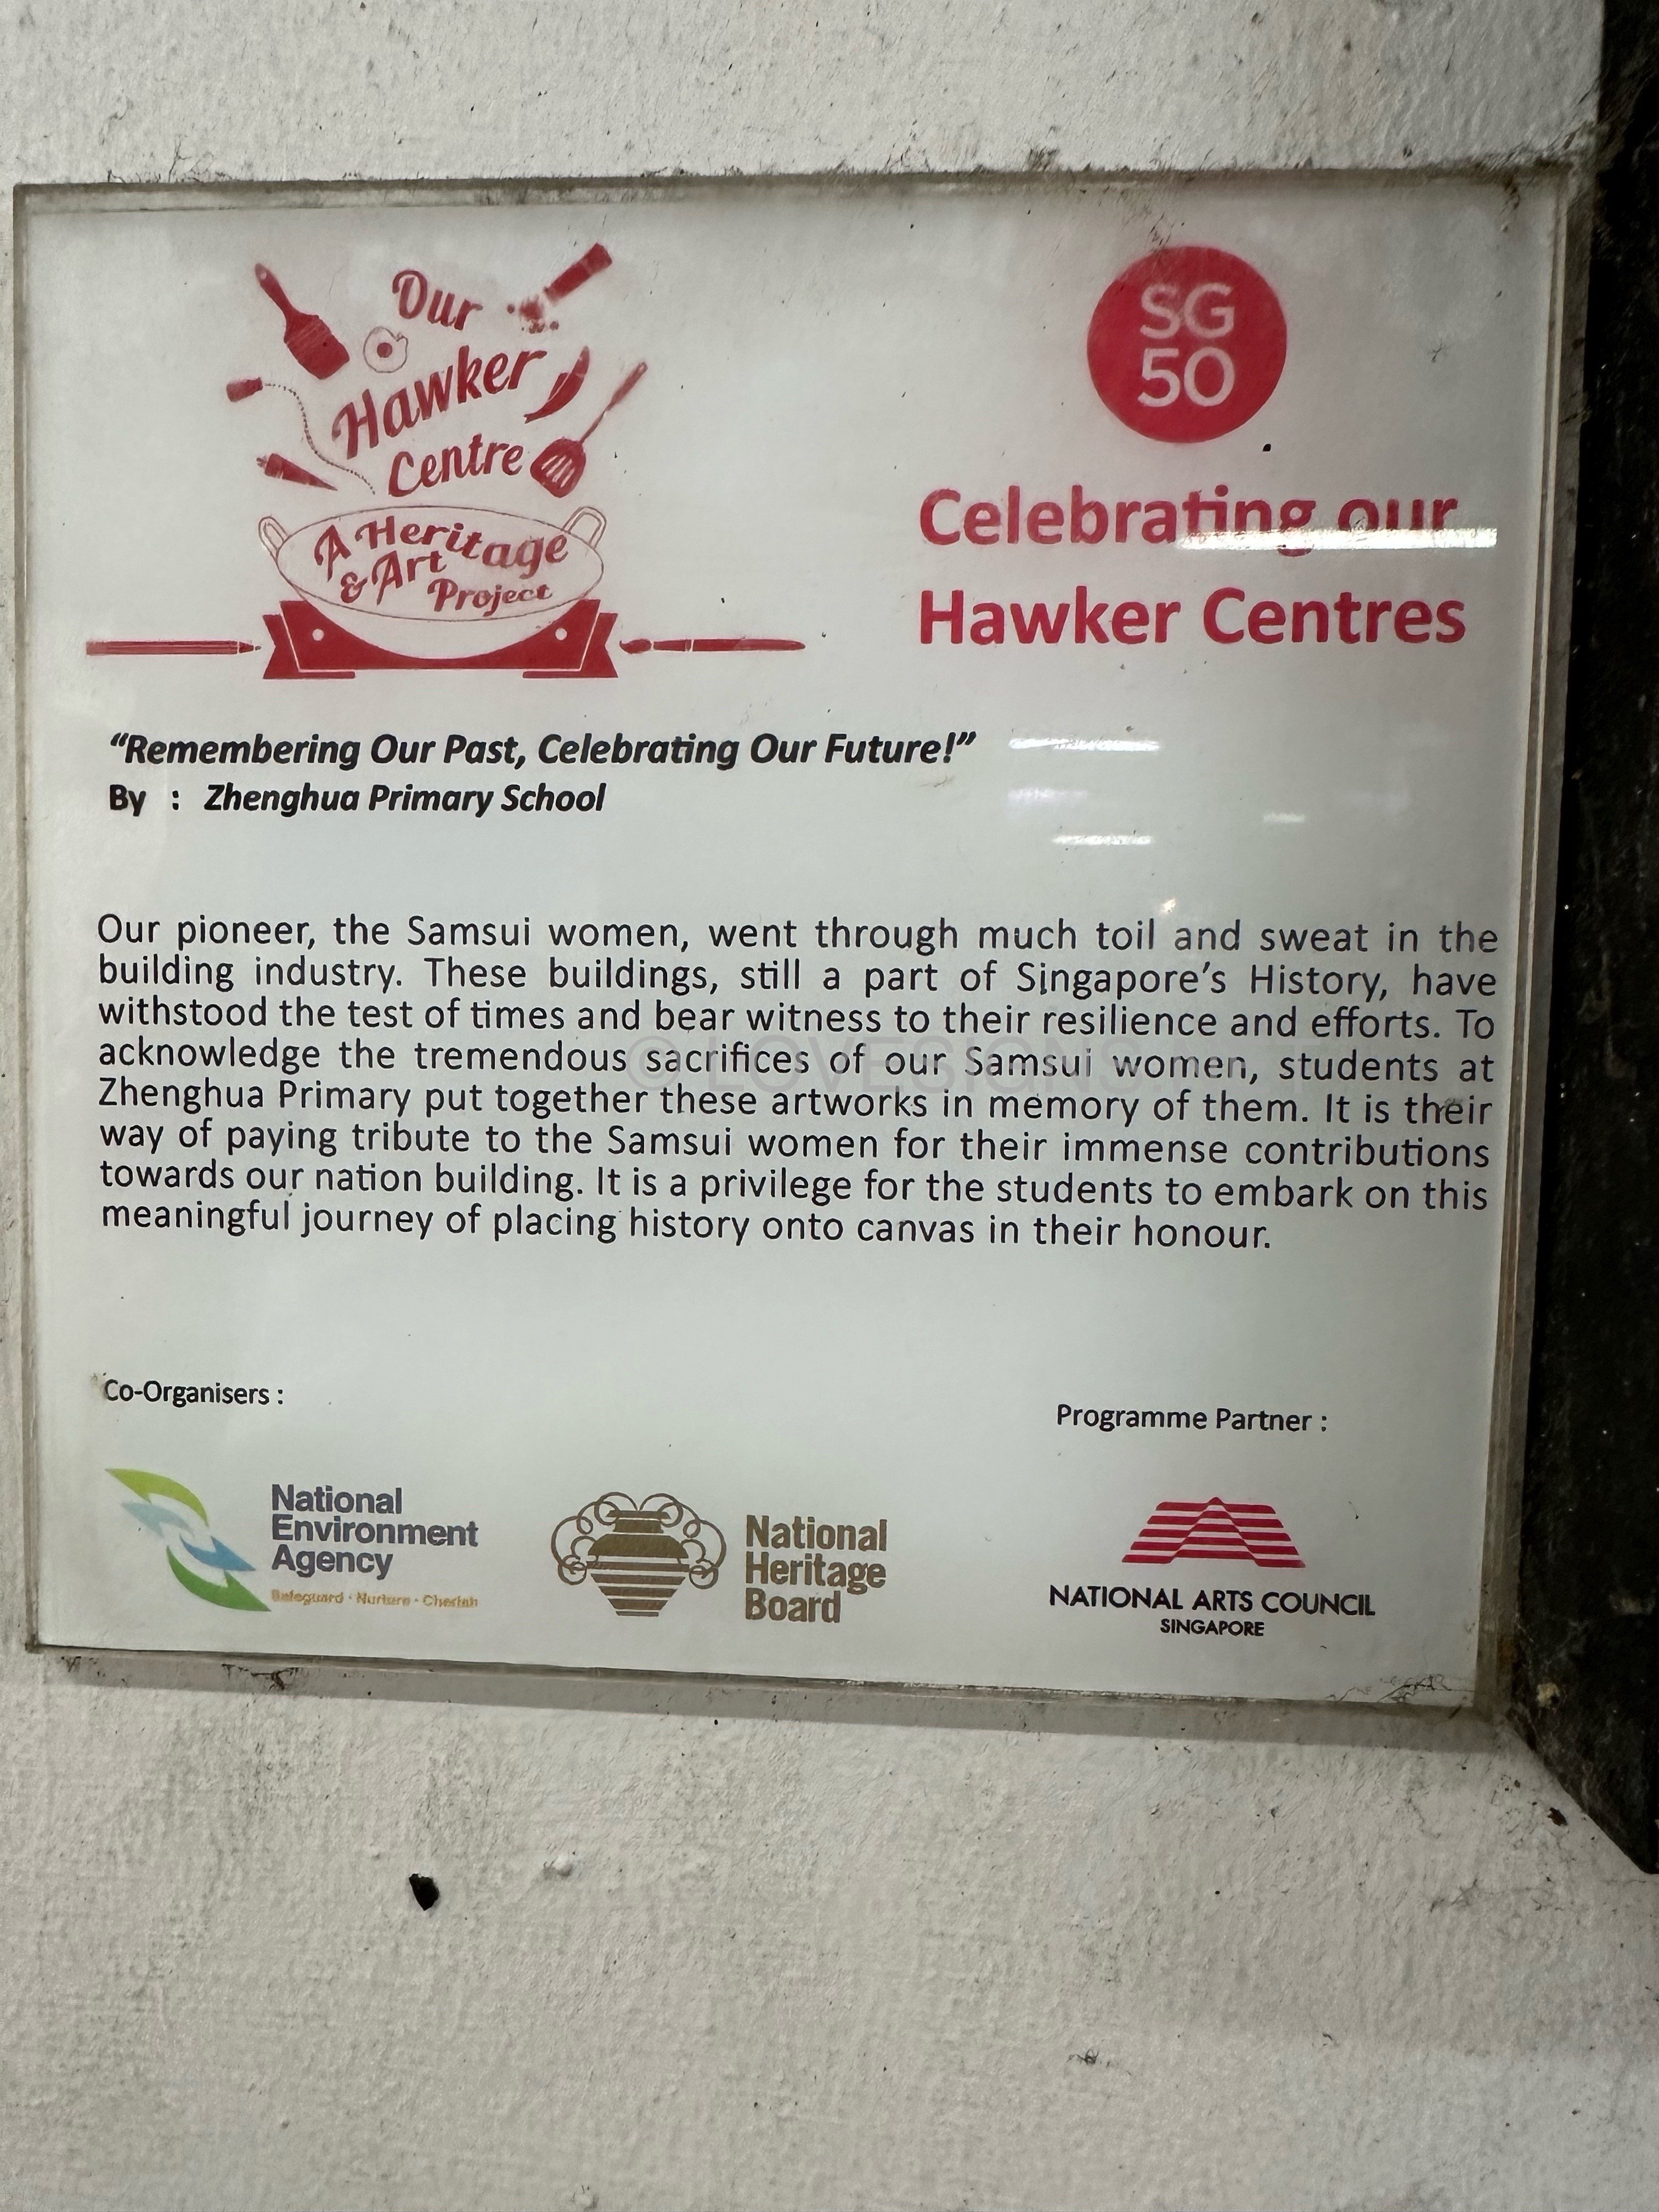 Our
Hawker
Centre
A Heritage
& Art
Project
SG
50
Celebrating our
Hawker Centres
“Remembering Our Past, Celebrating Our Future!”
By : Zhenghua Primary School
Our pioneer, the Samsui women, went through much toil and sweat in the
building industry. These buildings, still a part of Singapore’s History, have
withstood the test of times and bear witness to their resilience and efforts. To
acknowledge the tremendous sacrifices of our Samsui women, students at
Zhenghua Primary put together these artworks in memory of them. It is their
way of paying tribute to the Samsui women for their immense contributions
towards our nation building. It is a privilege for the students to embark on this
meaningful journey of placing history onto canvas in their honour.
Co-Organisers :
Programme Partner :
National
Environment
Agency
Safeguard · Nurture · Cherish
National
Heritage
Board
NATIONAL ARTS COUNCIL
SINGAPORE